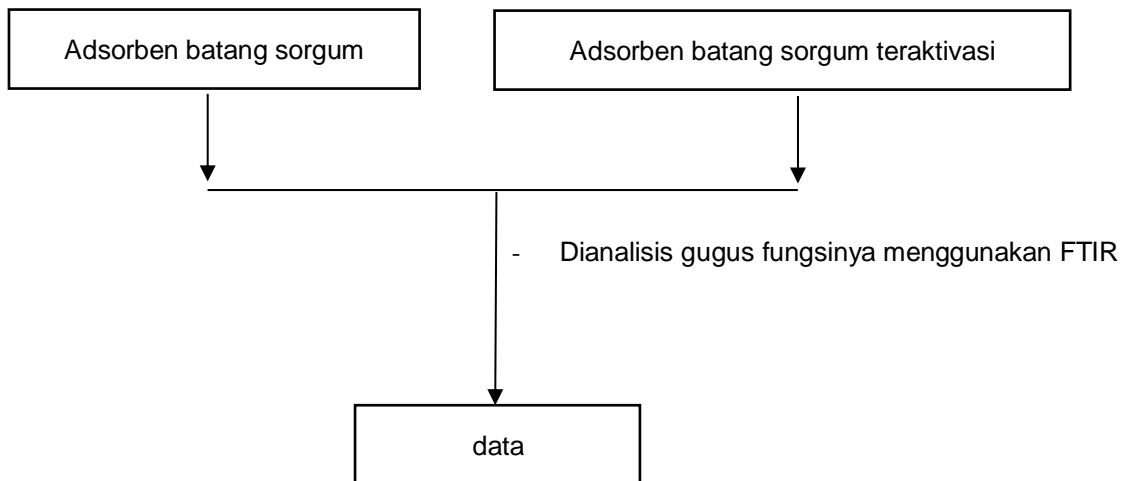 Adsorben batang sorgum
Adsorben batang sorgum teraktivasi
- Dianalisis gugus fungsinya menggunakan FTIR
data